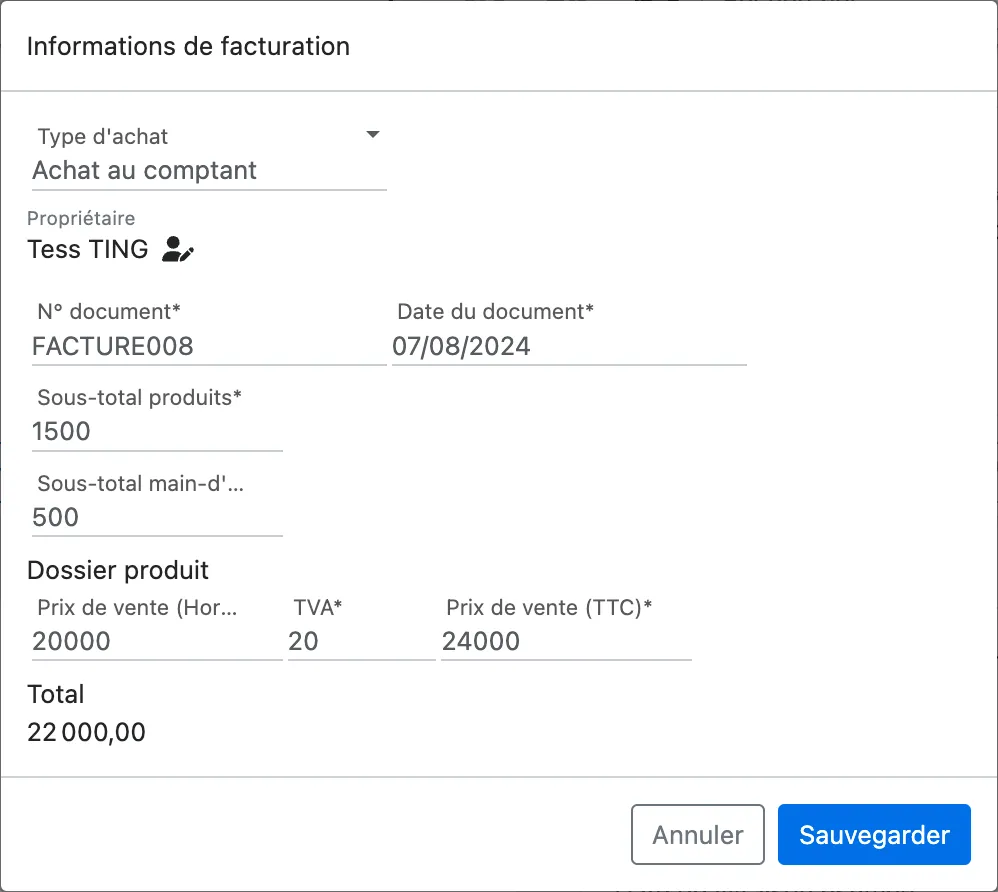 Informations de facturation
Type d'achat
Achat au comptant
Propriétaire
Tess TING
N° document* Date du document*
FACTURE008 07/08/2024
Sous-total produits*
1500
Sous-total main-d'...
500
Dossier produit
Prix de vente (Hor... TVA* Prix de vente (TTC)*
20000 20 24000
Total
22 000,00
Annuler Sauvegarder